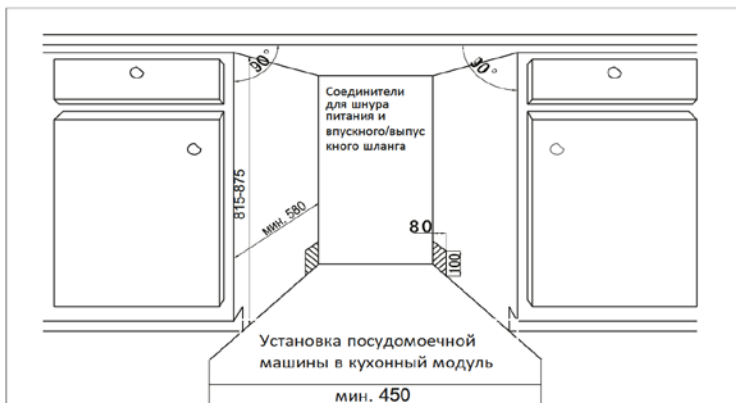 90°
90°
Соединители
для шнура
питания и
впускного/выпус
кного шланга
815-875
мин. 580
80
100
Установка посудомоечной
машины в кухонный модуль
мин. 450